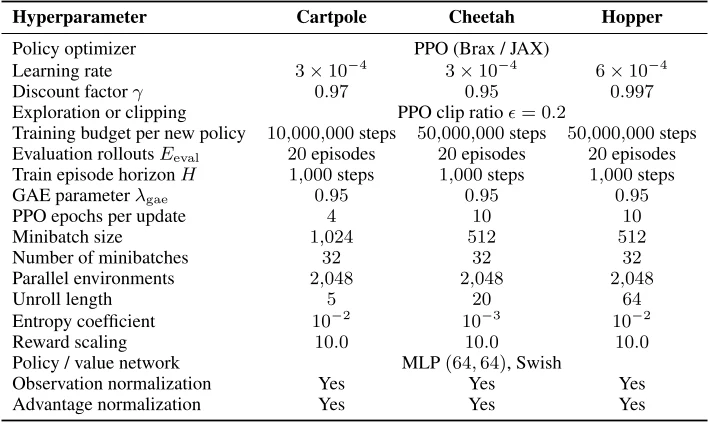 Hyperparameter Cartpole Cheetah Hopper
Policy optimizer PPO (Brax / JAX)
Learning rate 3 × 10⁻⁴ 3 × 10⁻⁴ 6 × 10⁻⁴
Discount factor γ 0.97 0.95 0.997
Exploration or clipping PPO clip ratio ϵ = 0.2
Training budget per new policy 10,000,000 steps 50,000,000 steps 50,000,000 steps
Evaluation rollouts E_eval 20 episodes 20 episodes 20 episodes
Train episode horizon H 1,000 steps 1,000 steps 1,000 steps
GAE parameter λ_gae 0.95 0.95 0.95
PPO epochs per update 4 10 10
Minibatch size 1,024 512 512
Number of minibatches 32 32 32
Parallel environments 2,048 2,048 2,048
Unroll length 5 20 64
Entropy coefficient 10⁻² 10⁻³ 10⁻²
Reward scaling 10.0 10.0 10.0
Policy / value network MLP (64, 64), Swish
Observation normalization Yes Yes Yes
Advantage normalization Yes Yes Yes